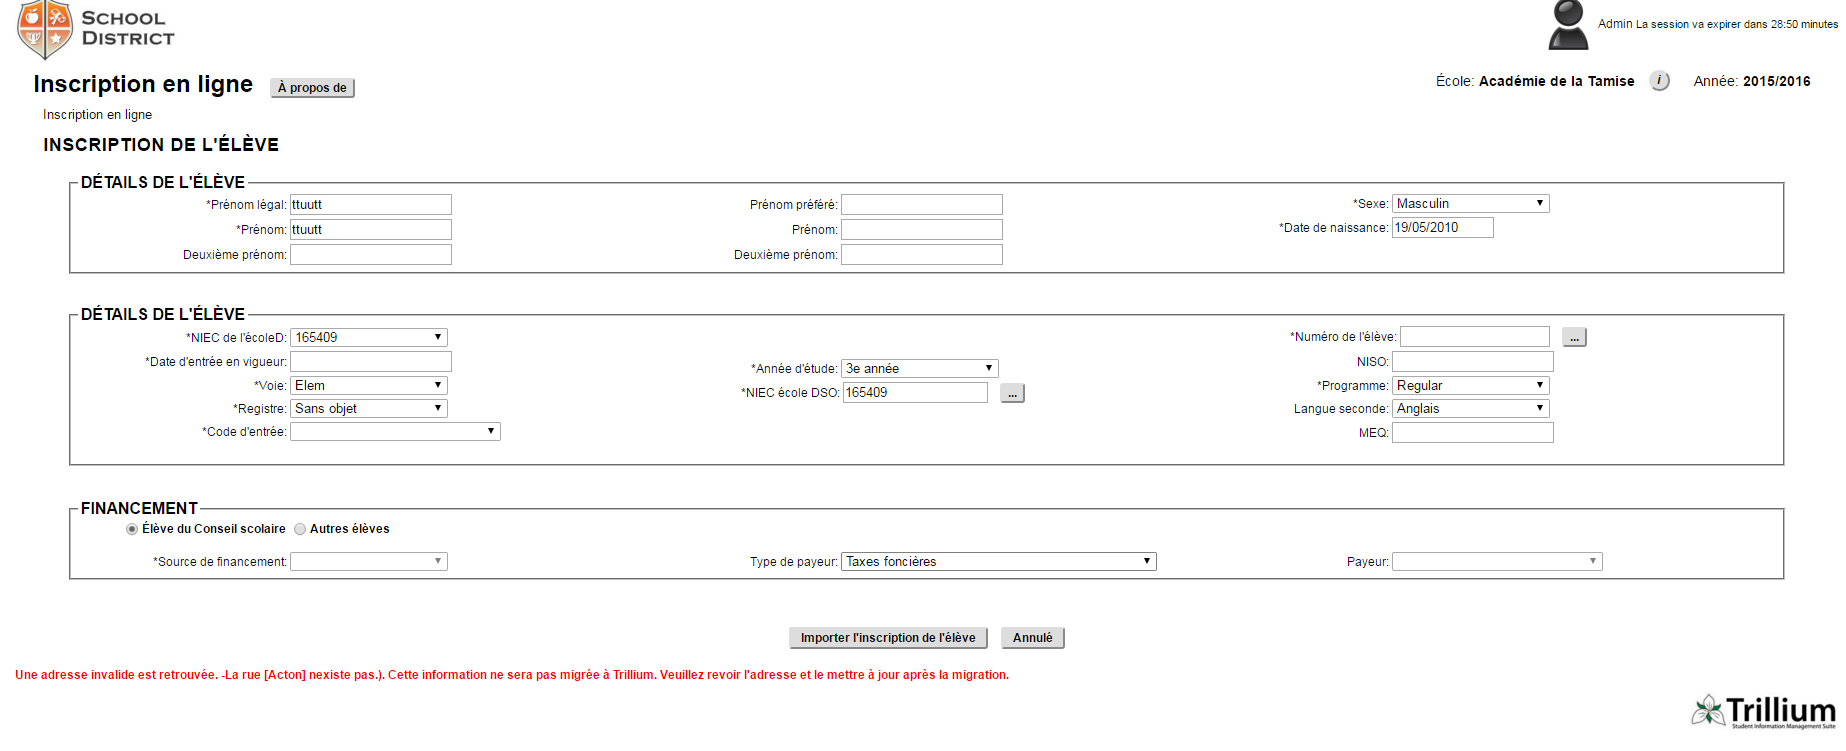 SCHOOL
DISTRICT
Admin La session va expirer dans 28:50 minutes
Inscription en ligne À propos de
École: Académie de la Tamise i Année: 2015/2016
Inscription en ligne
INSCRIPTION DE L'ÉLÈVE
DÉTAILS DE L'ÉLÈVE
*Prénom légal: ttuutt Prénom préféré: *Sexe: Masculin
*Prénom: ttuutt Prénom: *Date de naissance: 19/05/2010
Deuxième prénom: Deuxième prénom:
DÉTAILS DE L'ÉLÈVE
*NIEC de l'écoleD: 165409 *Numéro de l'élève: ...
*Date d'entrée en vigueur: NISO:
*Année d'étude: 3e année
*Voie: Elem *Programme: Regular
*NIEC école DSO: 165409 ...
*Registre: Sans objet Langue seconde: Anglais
*Code d'entrée: MEQ:
FINANCEMENT
Élève du Conseil scolaire Autres élèves
*Source de financement: Type de payeur: Taxes foncières Payeur:
Importer l'inscription de l'élève Annulé
Une adresse invalide est retrouvée. -La rue [Acton] nexiste pas.). Cette information ne sera pas migrée à Trillium. Veuillez revoir l'adresse et le mettre à jour après la migration.
Trillium
Student Information Management Suite